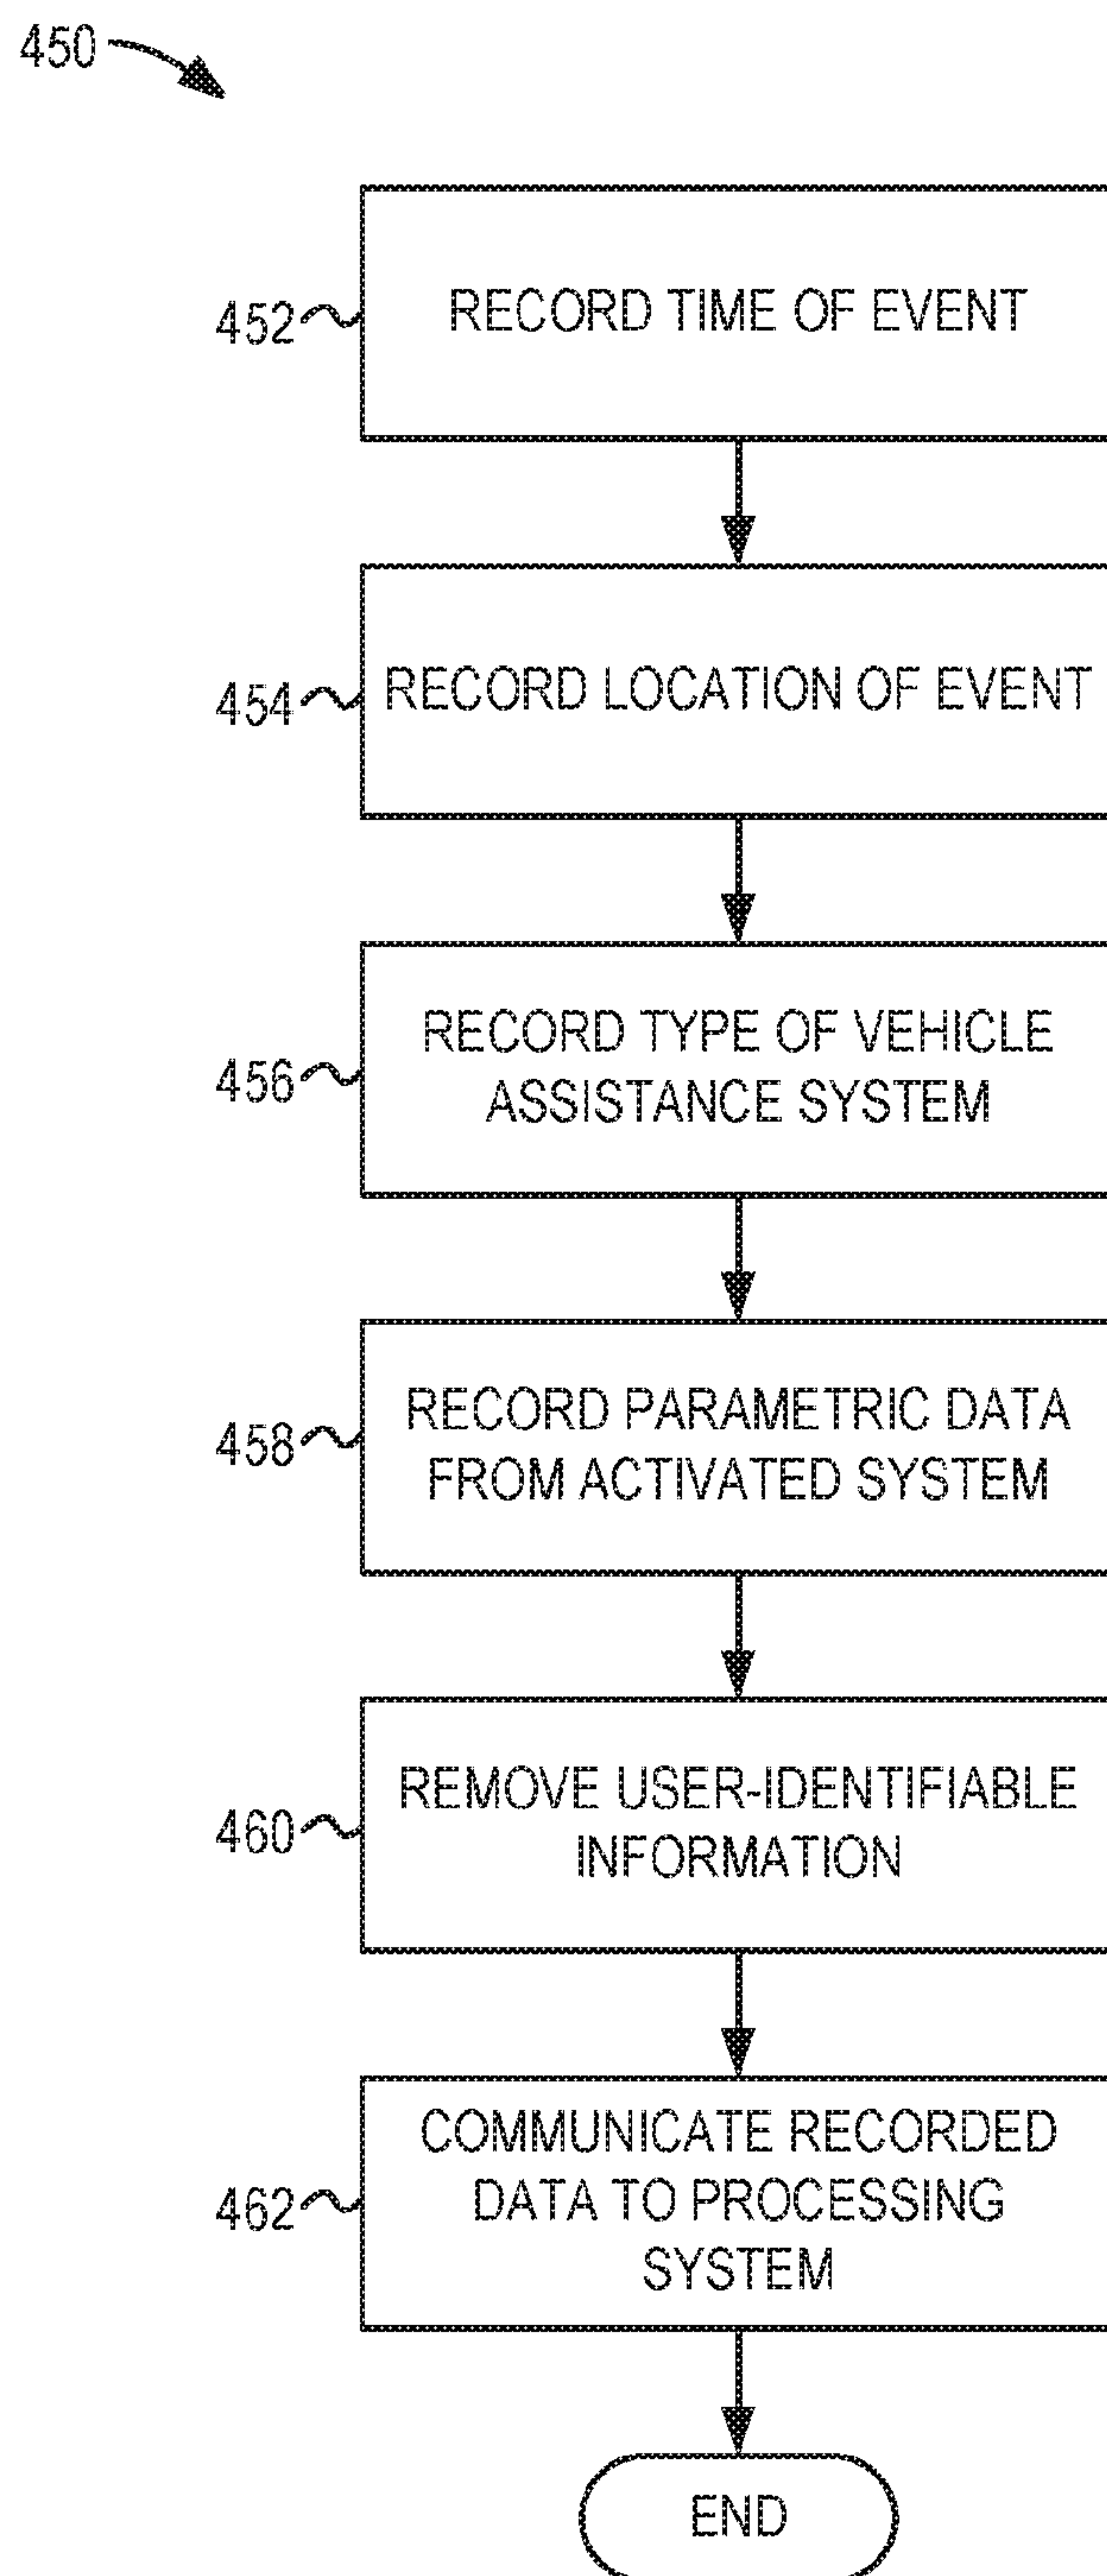 450
452
RECORD TIME OF EVENT
454
RECORD LOCATION OF EVENT
456
RECORD TYPE OF VEHICLE
ASSISTANCE SYSTEM
458
RECORD PARAMETRIC DATA
FROM ACTIVATED SYSTEM
460
REMOVE USER-IDENTIFIABLE
INFORMATION
462
COMMUNICATE RECORDED
DATA TO PROCESSING
SYSTEM
END